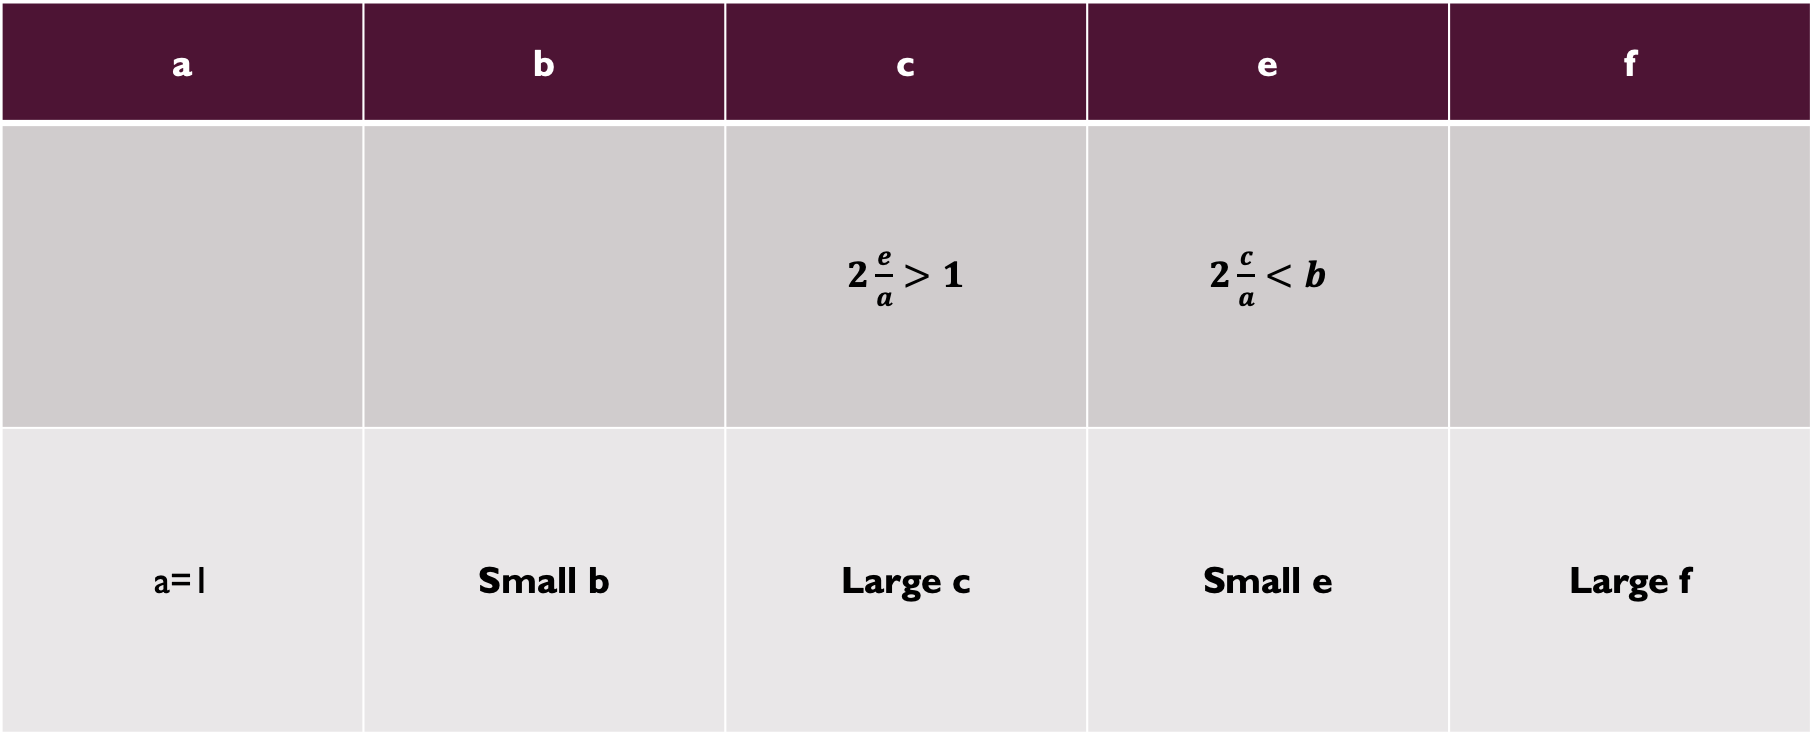 a b c e f
2 e/a > 1 2 c/a < b
a=1 Small b Large c Small e Large f